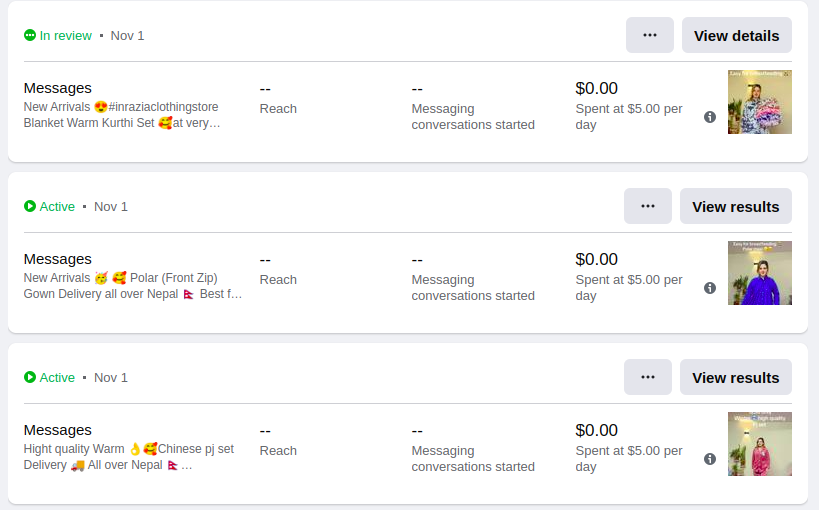 In review • Nov 1
View details
Messages
New Arrivals 😍#inraziaclothingstore
Blanket Warm Kurthi Set 🥰at very…
--
Reach
--
Messaging
conversations started
$0.00
Spent at $5.00 per
day
Easy for breastfeeding
Active • Nov 1
View results
Messages
New Arrivals 🥳 🥰 Polar (Front Zip)
Gown Delivery all over Nepal 🇳🇵 Best f…
--
Reach
--
Messaging
conversations started
$0.00
Spent at $5.00 per
day
Easy for breastfeeding
Active • Nov 1
View results
Messages
Hight quality Warm 👌🥰Chinese pj set
Delivery 🚚 All over Nepal 🇳🇵 …
--
Reach
--
Messaging
conversations started
$0.00
Spent at $5.00 per
day
high quality